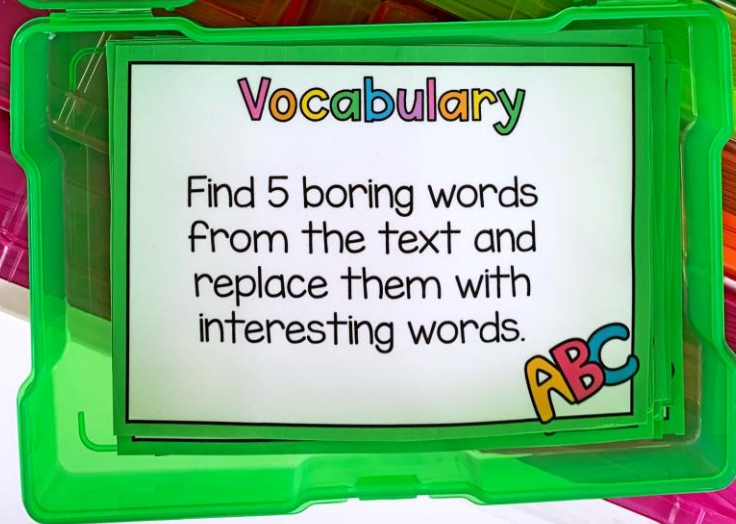 Vocabulary
Find 5 boring words
from the text and
replace them with
interesting words.
ABC